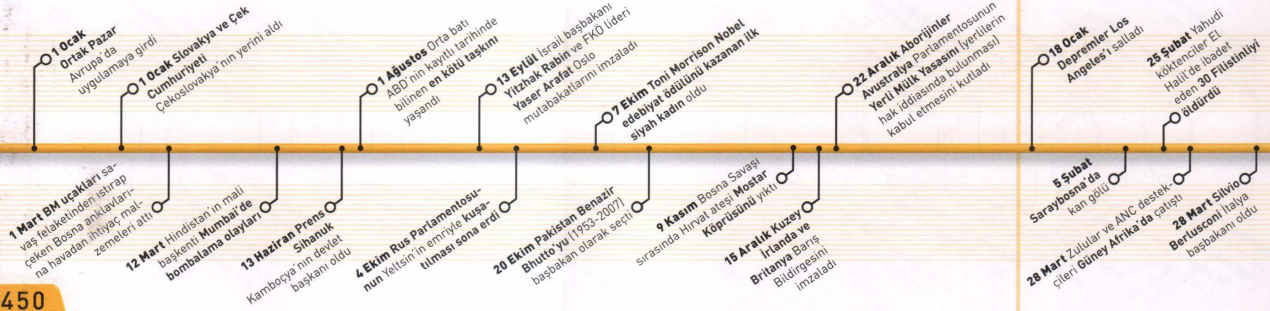 1 Ocak
Ortak Pazar
Avrupa'da
uygulamaya girdi
1 Ocak Slovakya ve Çek
Cumhuriyeti
Çekoslovakya'nın yerini aldı
1 Ağustos Orta batı
ABD'nin kayıtlı tarihinde
bilinen en kötü taşkını
yaşandı
13 Eylül İsrail başbakanı
Yitzhak Rabin ve FKÖ lideri
Yaser Arafat Oslo
mutabakatlarını imzaladı
7 Ekim Toni Morrison Nobel
edebiyat ödülünü kazanan ilk
siyah kadın oldu
22 Aralık Aborijinler
Avustralya Parlamentosunun
Yerli Mülk Yasasını (yerlilerin
hak iddiasında bulunması)
kabul etmesini kutladı
18 Ocak
Depremler Los
Angeles'ı salladı
25 Şubat Yahudi
köktenciler El
Halil'de ibadet
eden 30 Filistinliyi
öldürdü
1 Mart BM uçakları sa-
vaş felaketinden ıstırap
çeken Bosna anklavları-
na havadan ihtiyaç mal-
zemeleri attı
12 Mart Hindistan'ın mali
başkenti Mumbai'de
bombalama olayları
13 Haziran Prens
Sihanuk
Kamboçya'nın devlet
başkanı oldu
4 Ekim Rus Parlamentosu-
nun Yeltsin'in emriyle kuşa-
tılması sona erdi
20 Ekim Pakistan Benazir
Bhutto'yu (1953-2007)
başbakan olarak seçti
9 Kasım Bosna Savaşı
sırasında Hırvat ateşi Mostar
Köprüsünü yıktı
15 Aralık Kuzey
İrlanda ve
Britanya Barış
Bildirgesini
imzaladı
5 Şubat
Saraybosna'da
kan gölü
28 Mart Zulular ve ANC destek-
çileri Güney Afrika'da çatıştı
28 Mart Silvio
Berlusconi İtalya
başbakanı oldu
450